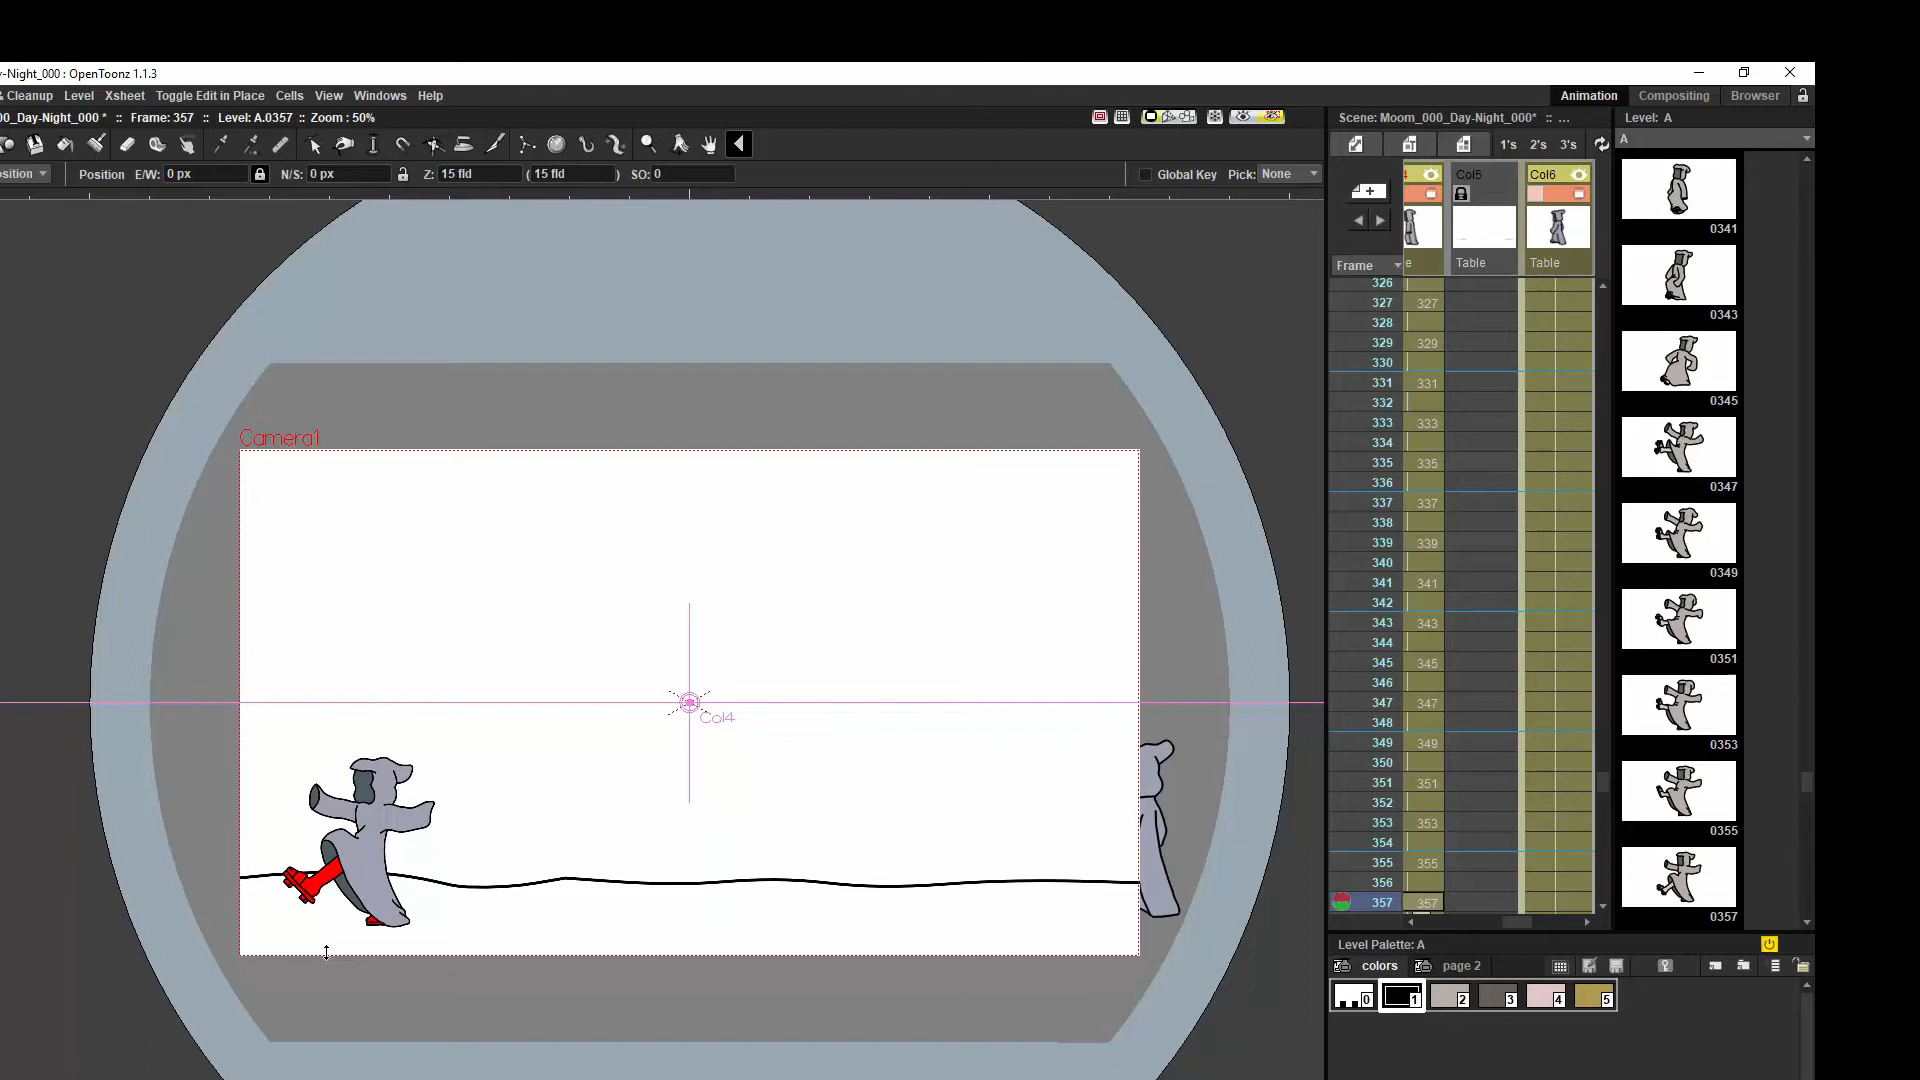 y-Night_000 : OpenToonz 1.1.3
& Cleanup Level Xsheet Toggle Edit in Place Cells View Windows Help
Animation Compositing Browser
00_Day-Night_000 * :: Frame: 357 :: Level: A.0357 :: Zoom : 50%
Scene: Moom_000_Day-Night_000* :: ...
Level: A
A
1's 2's 3's
osition Position E/W: 0 px N/S: 0 px Z: 15 fld ( 15 fld ) SO: 0 Global Key Pick: None
4 Col5 Col6
e Table Table
Frame
326
327 327
328
329 329
330
331 331
332
333 333
334
335 335
336
337 337
338
339 339
340
341 341
342
343 343
344
345 345
346
347 347
348
349 349
350
351 351
352
353 353
354
355 355
356
357 357
0341
0343
0345
0347
0349
0351
0353
0355
0357
Camera1
Col4
Level Palette: A
colors page 2
0 1 2 3 4 5